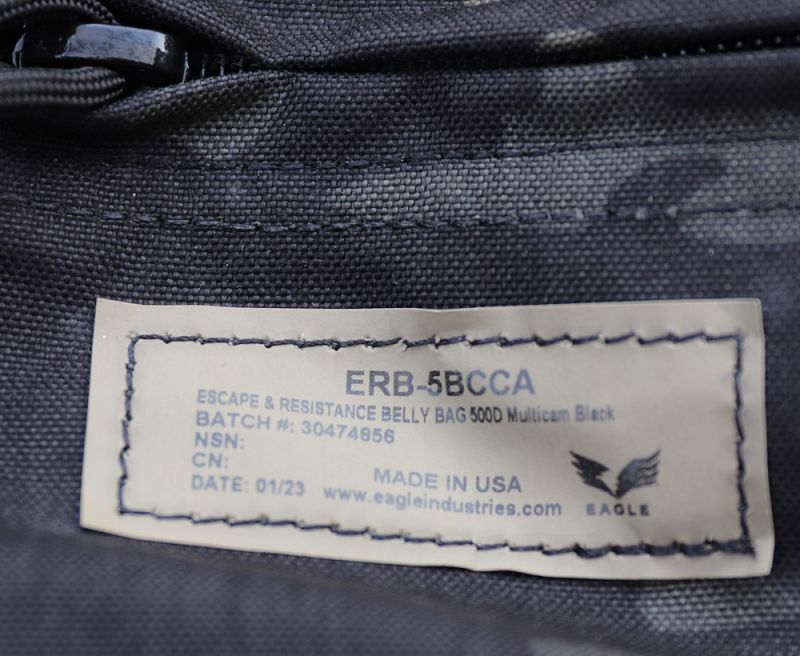 ERB-5BCCA
ESCAPE & RESISTANCE BELLY BAG 500D Multicam Black
BATCH #: 30474856
NSN:
CN:
DATE: 01/23
MADE IN USA
www.eagleindustries.com
EAGLE